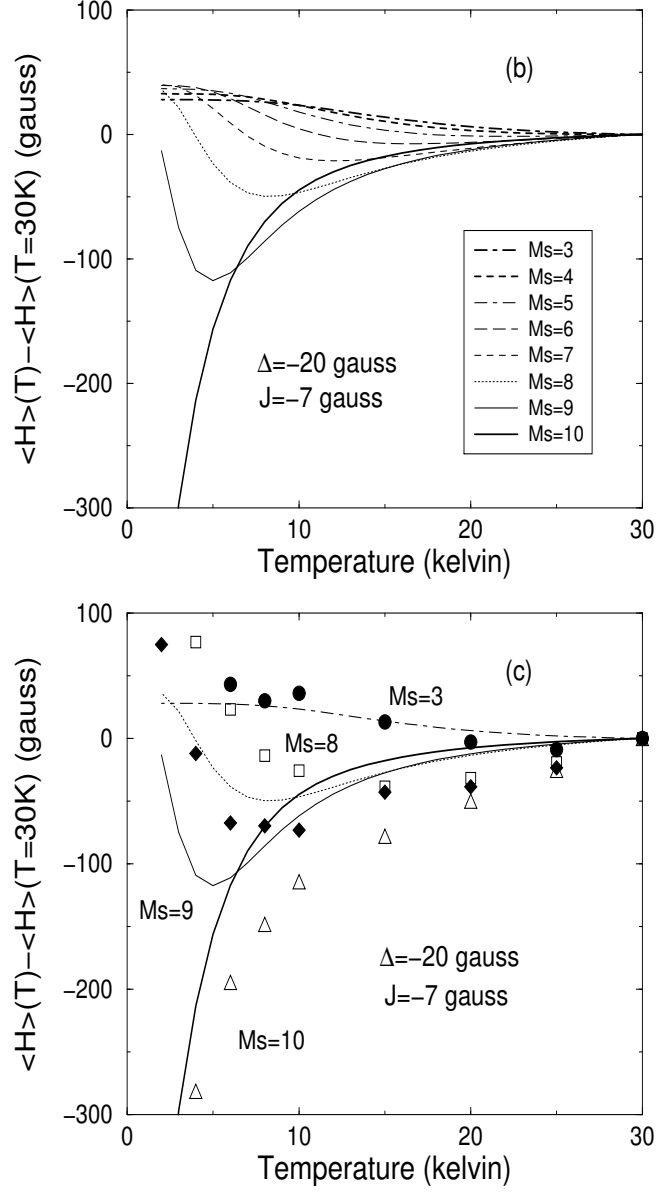 100
(b)
0
−100
−200
−300
<H>(T)−<H>(T=30K) (gauss)
Ms=3
Ms=4
Ms=5
Ms=6
Ms=7
Ms=8
Ms=9
Ms=10
Δ=−20 gauss
J=−7 gauss
0 10 20 30
Temperature (kelvin)
100
(c)
0
−100
−200
−300
<H>(T)−<H>(T=30K) (gauss)
Ms=3
Ms=8
Ms=9
Ms=10
Δ=−20 gauss
J=−7 gauss
0 10 20 30
Temperature (kelvin)